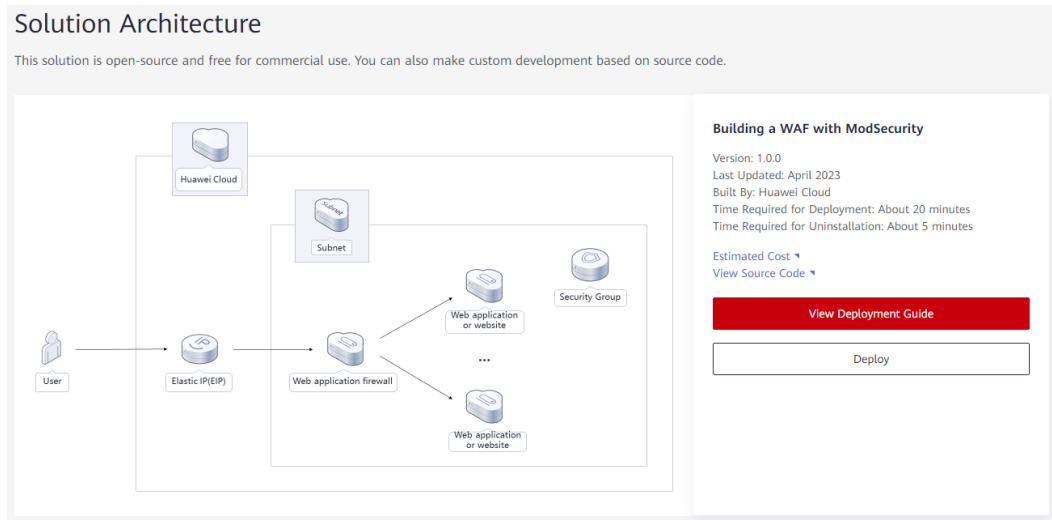 Solution Architecture
This solution is open-source and free for commercial use. You can also make custom development based on source code.
Huawei Cloud
Subnet
Subnet
Security Group
Web application
or website
...
User
IP
Elastic IP(EIP)
Web application firewall
Web application
or website
Building a WAF with ModSecurity
Version: 1.0.0
Last Updated: April 2023
Built By: Huawei Cloud
Time Required for Deployment: About 20 minutes
Time Required for Uninstallation: About 5 minutes
Estimated Cost
View Source Code
View Deployment Guide
Deploy